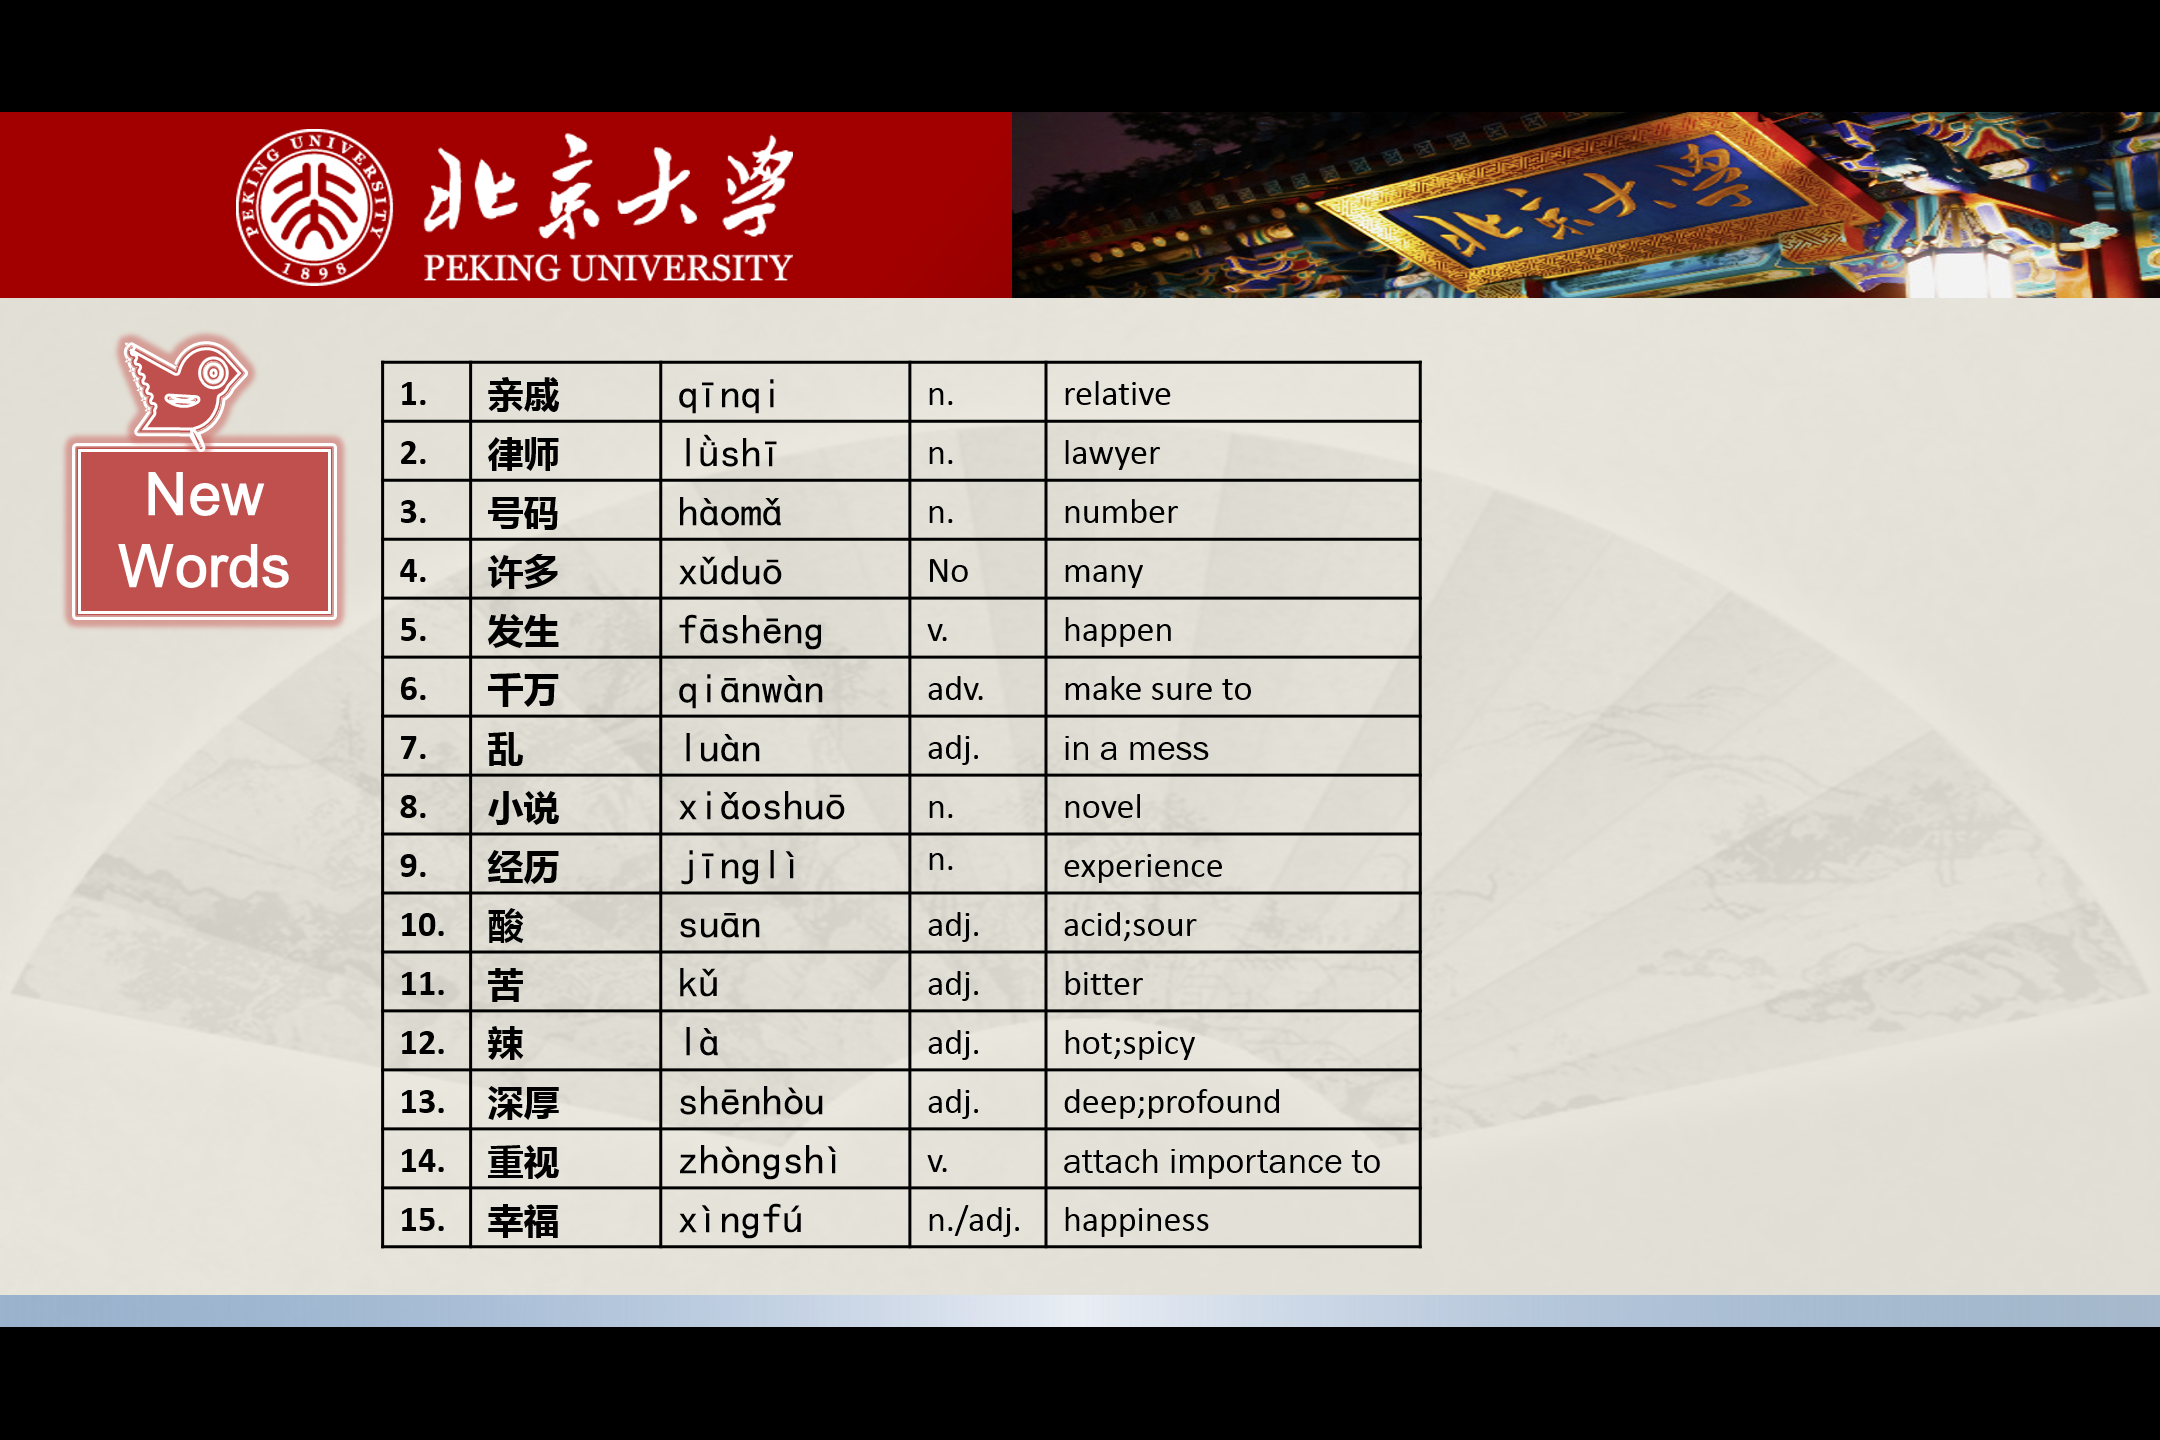 PEKING UNIVERSITY
1898
北京大学
PEKING UNIVERSITY
北京大学
New
Words
1. 亲戚 qīnqi n. relative
2. 律师 lǜshī n. lawyer
3. 号码 hàomǎ n. number
4. 许多 xǔduō No many
5. 发生 fāshēng v. happen
6. 千万 qiānwàn adv. make sure to
7. 乱 luàn adj. in a mess
8. 小说 xiǎoshuō n. novel
9. 经历 jīnglì n. experience
10. 酸 suān adj. acid;sour
11. 苦 kǔ adj. bitter
12. 辣 là adj. hot;spicy
13. 深厚 shēnhòu adj. deep;profound
14. 重视 zhòngshì v. attach importance to
15. 幸福 xìngfú n./adj. happiness